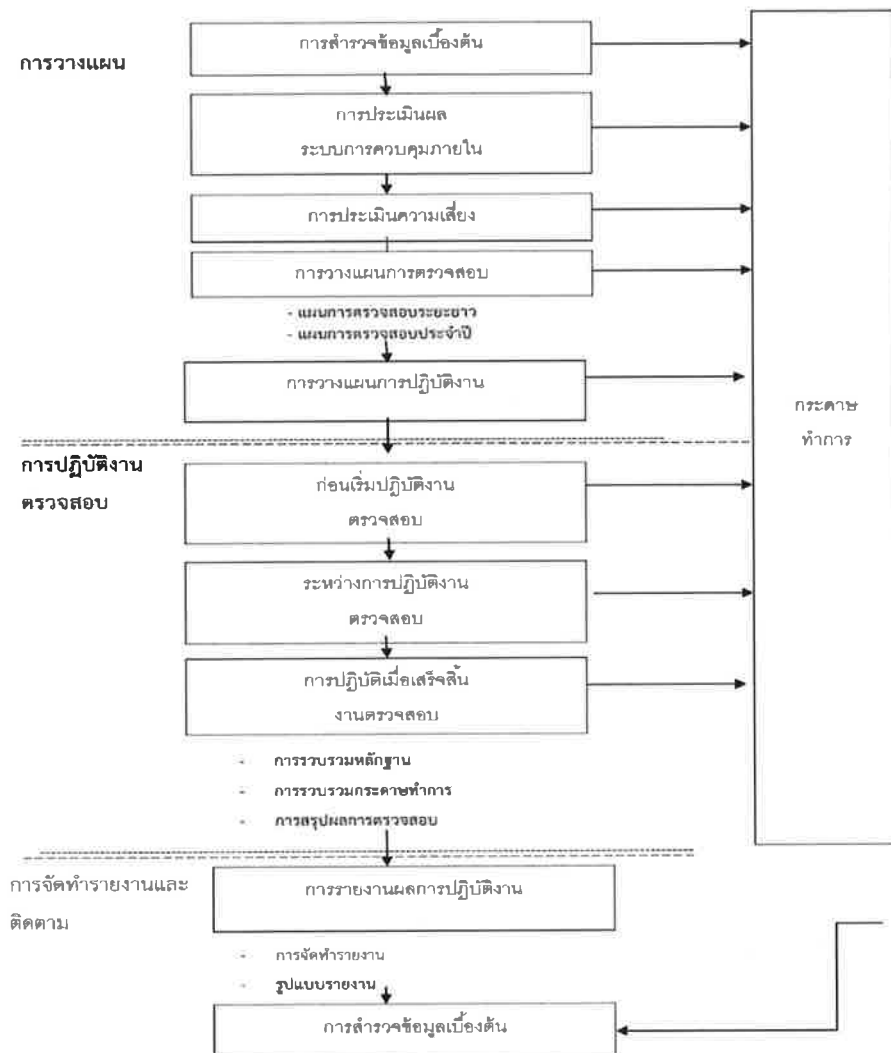 การสำรวจข้อมูลเบื้องต้น
การวางแผน
การประเมินผล
ระบบการควบคุมภายใน
การประเมินความเสี่ยง
การวางแผนการตรวจสอบ
- แผนการตรวจสอบระยะยาว
- แผนการตรวจสอบประจำปี
การวางแผนการปฏิบัติงาน
กระดาษ
ทำการ
การปฏิบัติงาน
ตรวจสอบ
ก่อนเริ่มปฏิบัติงาน
ตรวจสอบ
ระหว่างการปฏิบัติงาน
ตรวจสอบ
การปฏิบัติเมื่อเสร็จสิ้น
งานตรวจสอบ
- การรวบรวมหลักฐาน
- การรวบรวมกระดาษทำการ
- การสรุปผลการตรวจสอบ
การจัดทำรายงานและ
ติดตาม
การรายงานผลการปฏิบัติงาน
- การจัดทำรายงาน
- รูปแบบรายงาน
การสำรวจข้อมูลเบื้องต้น